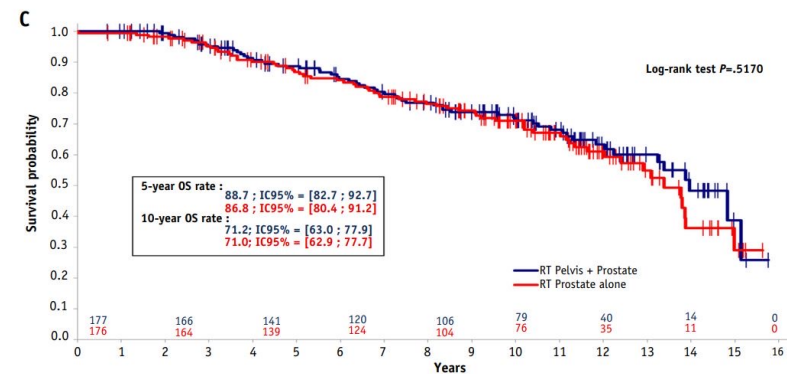 C
Log-rank test P=.5170
Survival probability
1.0
0.9
0.8
0.7
0.6
0.5
0.4
0.3
0.2
0.1
0.0
5-year OS rate :
88.7 ; IC95% = [82.7 ; 92.7]
86.8 ; IC95% = [80.4 ; 91.2]
10-year OS rate :
71.2; IC95% = [63.0 ; 77.9]
71.0; IC95% = [62.9 ; 77.7]
RT Pelvis + Prostate
RT Prostate alone
177 166 141 120 106 79 40 14 0
176 164 139 124 104 76 35 11 0
0 1 2 3 4 5 6 7 8 9 10 11 12 13 14 15 16
Years